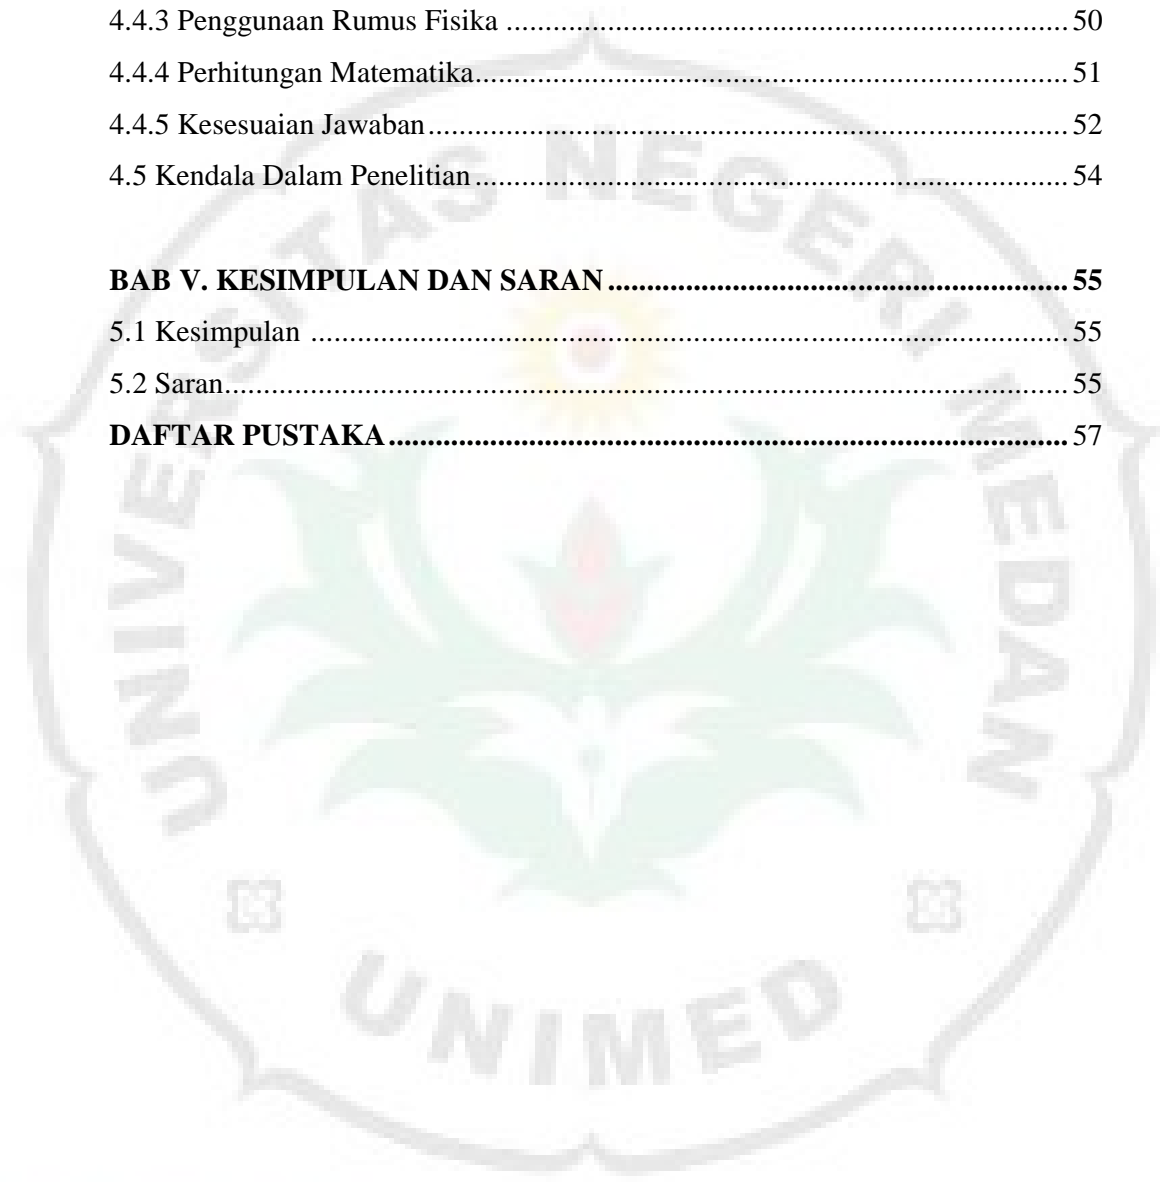 4.4.3 Penggunaan Rumus Fisika ........................................................................ 50
4.4.4 Perhitungan Matematika............................................................................ 51
4.4.5 Kesesuaian Jawaban.................................................................................. 52
4.5 Kendala Dalam Penelitian............................................................................ 54
BAB V. KESIMPULAN DAN SARAN........................................................... 55
5.1 Kesimpulan ................................................................................................. 55
5.2 Saran............................................................................................................ 55
DAFTAR PUSTAKA....................................................................................... 57
UNIVERSITAS NEGERI MEDAN
UNIMED